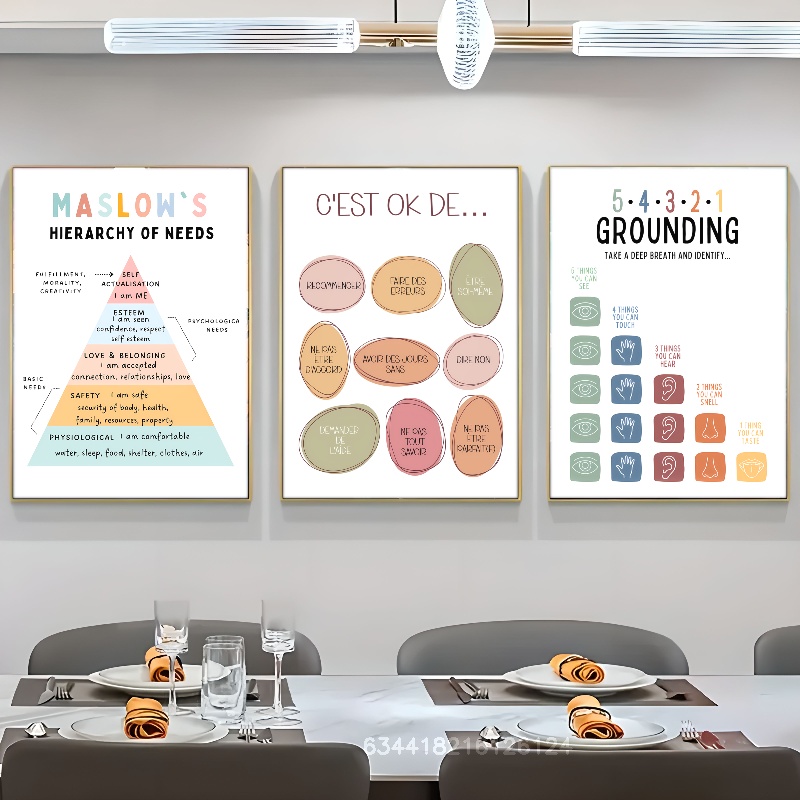 MASLOW'S
HIERARCHY OF NEEDS
FULFILLMENT,
MORALITY,
CREATIVITY
SELF
ACTUALISATION
I am ME
ESTEEM
I am seen
confidence, respect
self esteem
PSYCHOLOGICA
NEEDS
LOVE & BELONGING
I am accepted
connection, relationships, love
BASIC
NEEDS
SAFETY I am safe
security of body, health,
family, resources, property
PHYSIOLOGICAL I am comfortable
water, sleep, food, shelter, clothes, air
C'EST OK DE...
RECOMMENCER
FAIRE DES
ERREURS
ÊTRE
SOI-MÊME
NE PAS
ÊTRE
D'ACCORD
AVOIR DES JOURS
SANS
DIRE NON
DEMANDER
DE
L'AIDE
NE PAS
TOUT
SAVOIR
NE PAS
ÊTRE
PARFAIT(E)
5·4·3·2·1
GROUNDING
TAKE A DEEP BREATH AND IDENTIFY...
5 THINGS
YOU CAN
SEE
4 THINGS
YOU CAN
TOUCH
3 THINGS
YOU CAN
HEAR
2 THINGS
YOU CAN
SMELL
1 THING
YOU CAN
TASTE